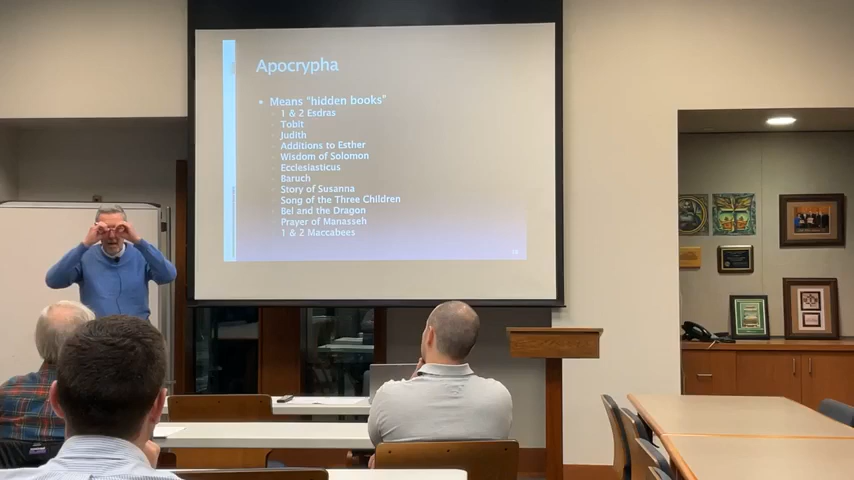 Apocrypha
• Means "hidden books"
1 & 2 Esdras
Tobit
Judith
Additions to Esther
Wisdom of Solomon
Ecclesiasticus
Baruch
Story of Susanna
Song of the Three Children
Bel and the Dragon
Prayer of Manasseh
1 & 2 Maccabees